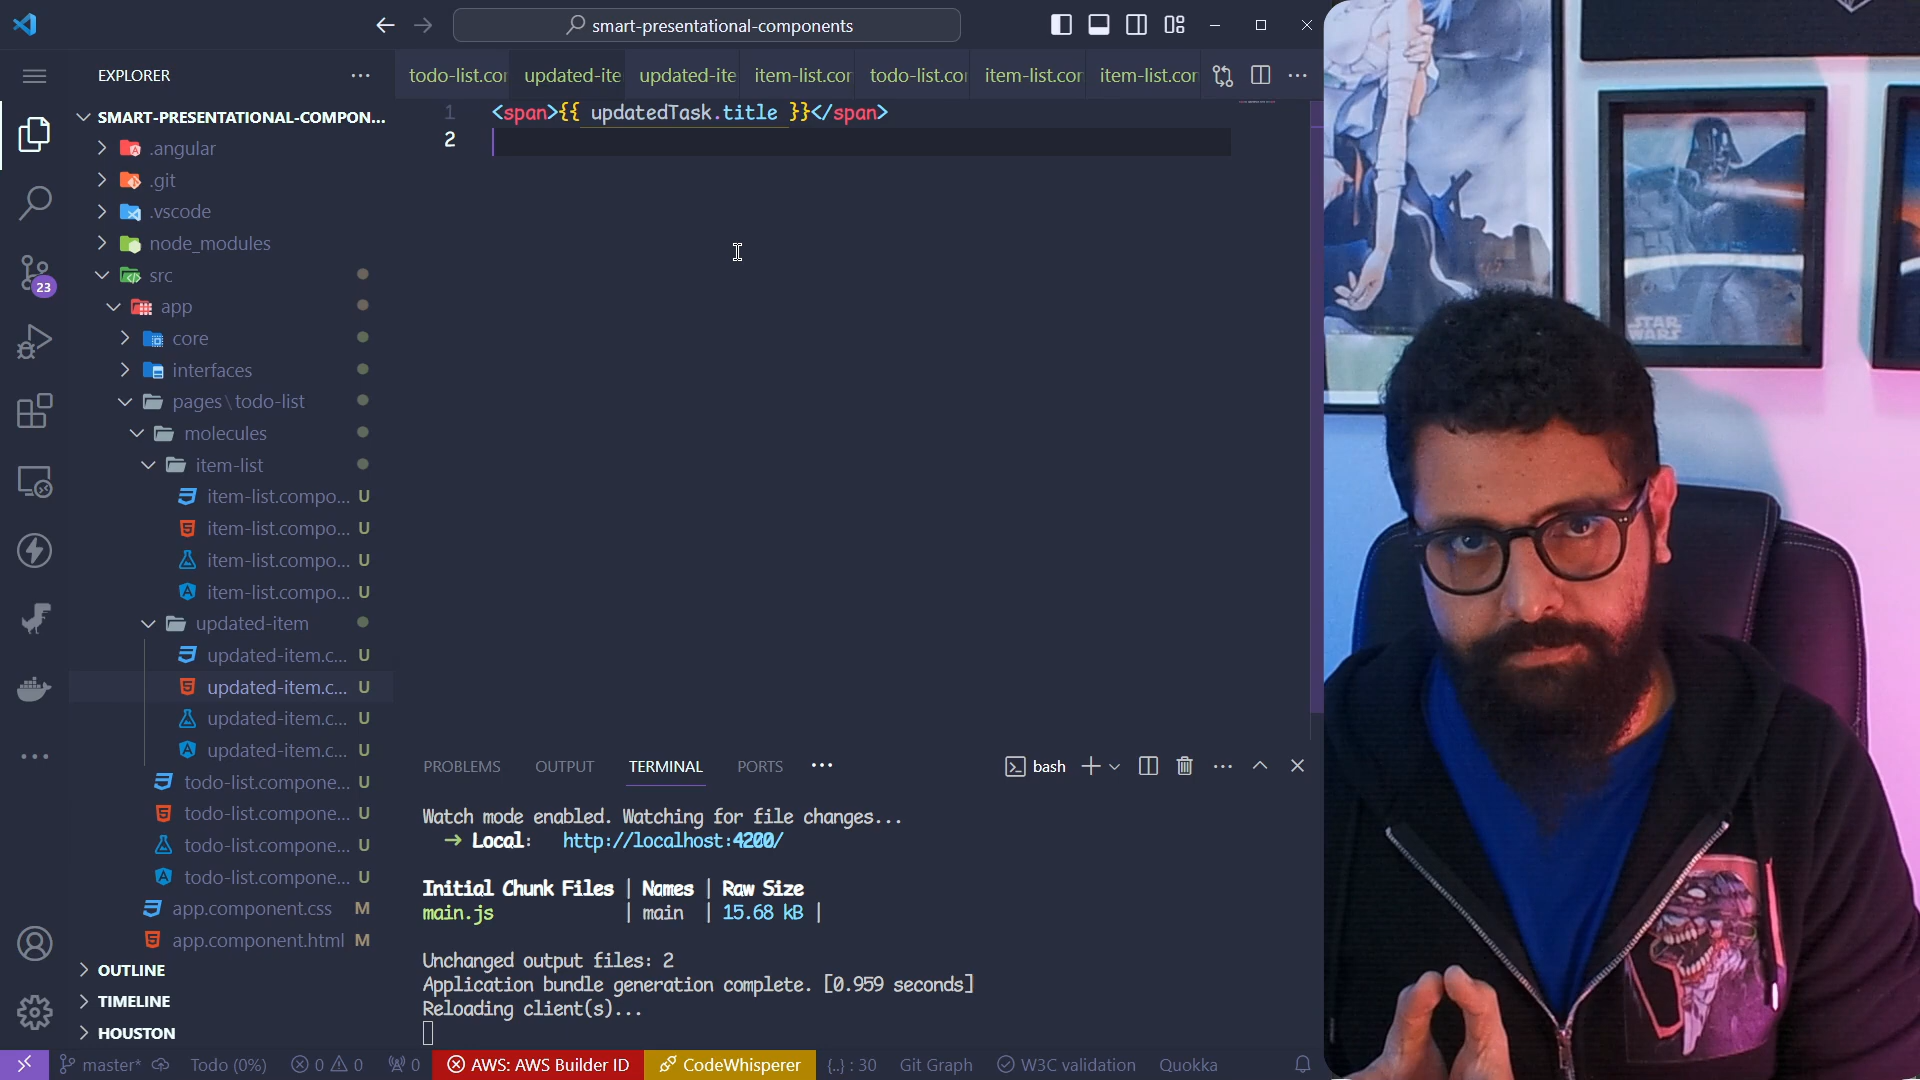 smart-presentational-components
EXPLORER
todo-list.cor
updated-ite
updated-ite
item-list.cor
todo-list.cor
item-list.cor
item-list.cor
SMART-PRESENTATIONAL-COMPON...
.angular
.git
.vscode
node_modules
src
app
core
interfaces
pages\todo-list
molecules
item-list
item-list.compo... U
item-list.compo... U
item-list.compo... U
item-list.compo... U
updated-item
updated-item.c... U
updated-item.c... U
updated-item.c... U
updated-item.c... U
todo-list.compone... U
todo-list.compone... U
todo-list.compone... U
todo-list.compone... U
app.component.css M
app.component.html M
OUTLINE
TIMELINE
HOUSTON
23
1 <span>{{ updatedTask.title }}</span>
2
PROBLEMS OUTPUT TERMINAL PORTS
bash
Watch mode enabled. Watching for file changes...
➜ Local: http://localhost:4200/
Initial Chunk Files | Names | Raw Size
main.js | main | 15.68 kB |
Unchanged output files: 2
Application bundle generation complete. [0.959 seconds]
Reloading client(s)...
master* Todo (0%) 0 0 0 AWS: AWS Builder ID CodeWhisperer {..} : 30 Git Graph W3C validation Quokka
STAR
WARS